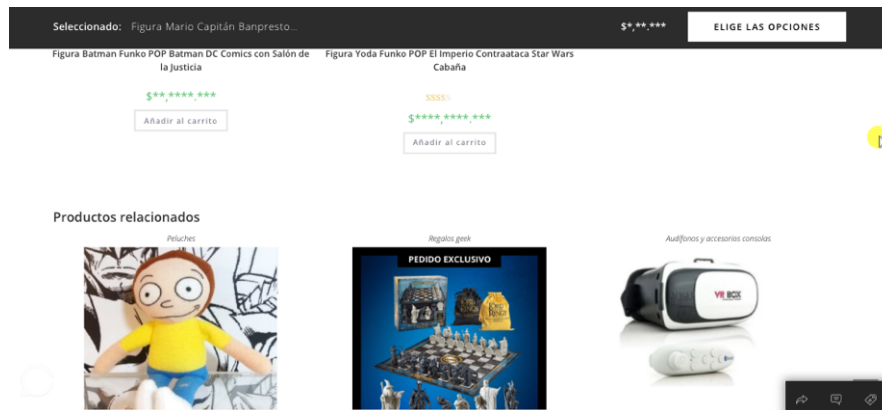 Seleccionado: Figura Mario Capitán Banpresto...
$*,**.***
ELIGE LAS OPCIONES
Figura Batman Funko POP Batman DC Comics con Salón de
la Justicia
$**,****.***
Añadir al carrito
Figura Yoda Funko POP El Imperio Contraataca Star Wars
Cabaña
SSSSS
$****,****.***
Añadir al carrito
Productos relacionados
Peluches
Regalos geek
Audífonos y accesorios consolas
PEDIDO EXCLUSIVO
VR BOX